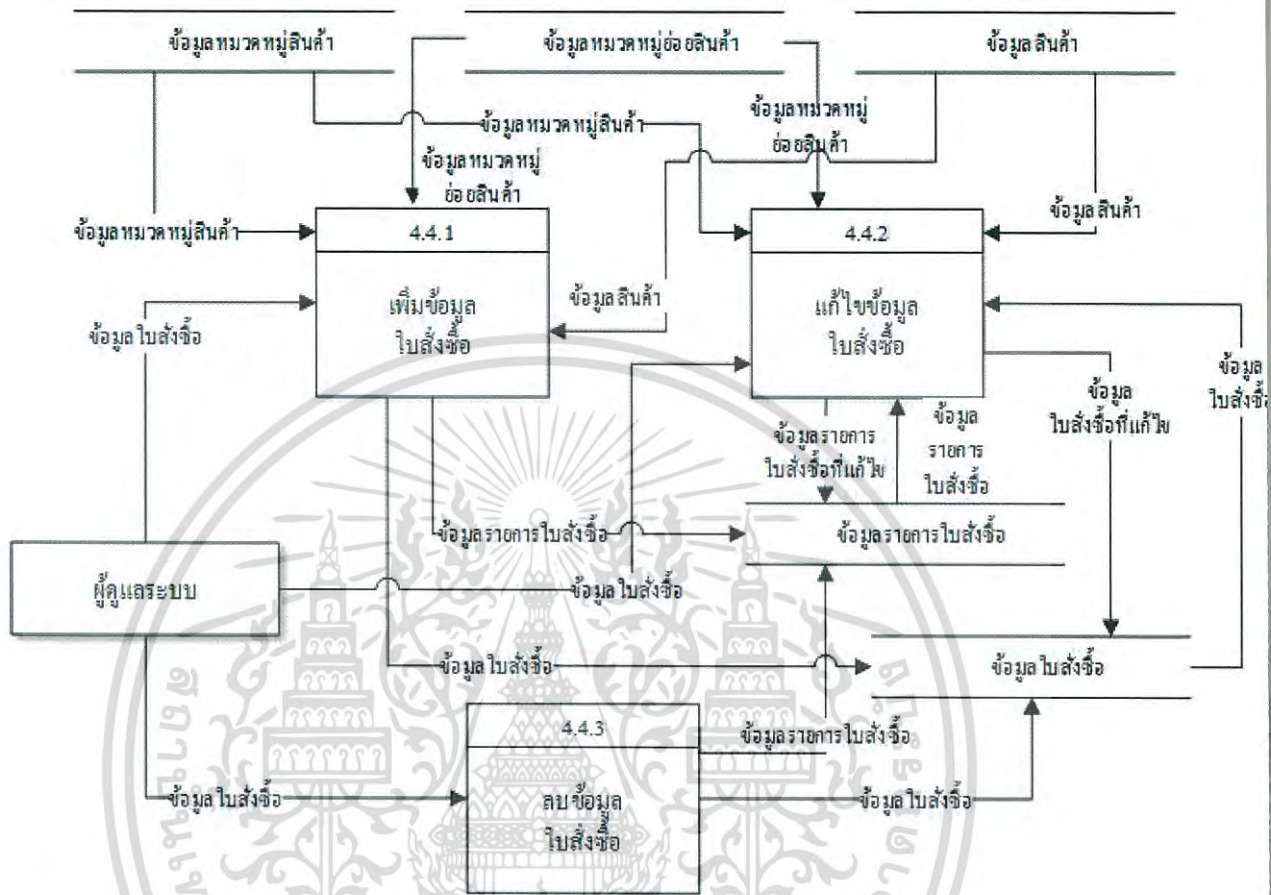 ข้อมูลหมวดหมู่สินค้า
ข้อมูลหมวดหมู่ย่อยสินค้า
ข้อมูลสินค้า
ข้อมูลหมวดหมู่สินค้า
ข้อมูลหมวดหมู่
ย่อยสินค้า
ข้อมูลหมวดหมู่
ย่อยสินค้า
ข้อมูลหมวดหมู่สินค้า
ข้อมูลสินค้า
4.4.1
เพิ่มข้อมูล
ใบสั่งซื้อ
4.4.2
แก้ไขข้อมูล
ใบสั่งซื้อ
ข้อมูลสินค้า
ข้อมูลใบสั่งซื้อ
ข้อมูล
ใบสั่งซื้อ
ข้อมูล
ใบสั่งซื้อที่แก้ไข
ข้อมูลรายการ
ใบสั่งซื้อที่แก้ไข
ข้อมูล
รายการ
ใบสั่งซื้อ
ข้อมูลรายการใบสั่งซื้อ
ข้อมูลรายการใบสั่งซื้อ
ผู้ดูแลระบบ
ข้อมูลใบสั่งซื้อ
ข้อมูลใบสั่งซื้อ
ข้อมูลใบสั่งซื้อ
4.4.3
ลบข้อมูล
ใบสั่งซื้อ
ข้อมูลรายการใบสั่งซื้อ
ข้อมูลใบสั่งซื้อ
ข้อมูลใบสั่งซื้อ